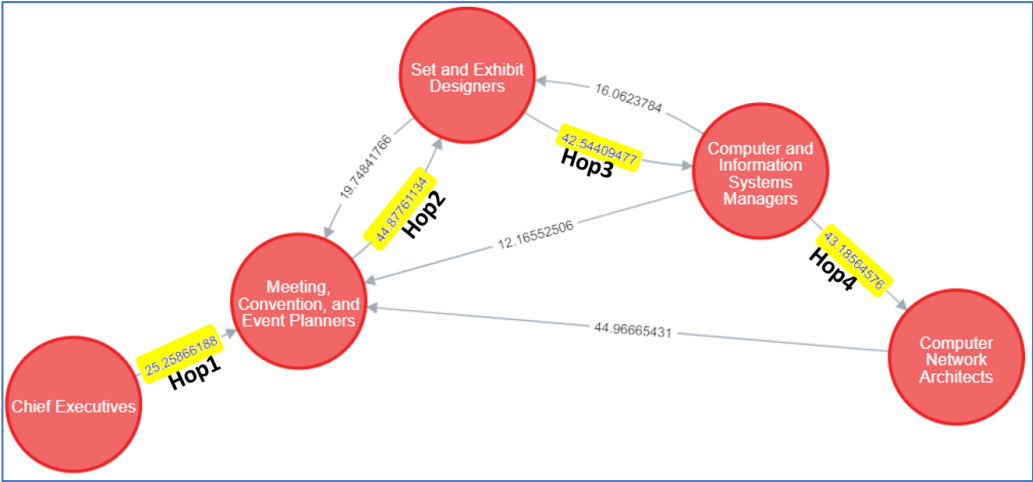 Set and Exhibit
Designers
16.0623784
42.54409477
Hop3
Computer and
Information
Systems
Managers
19.74841766
44.87761134
Hop2
12.16552506
43.18564576
Hop4
Meeting,
Convention, and
Event Planners
44.96665431
25.25866188
Hop1
Chief Executives
Computer
Network
Architects